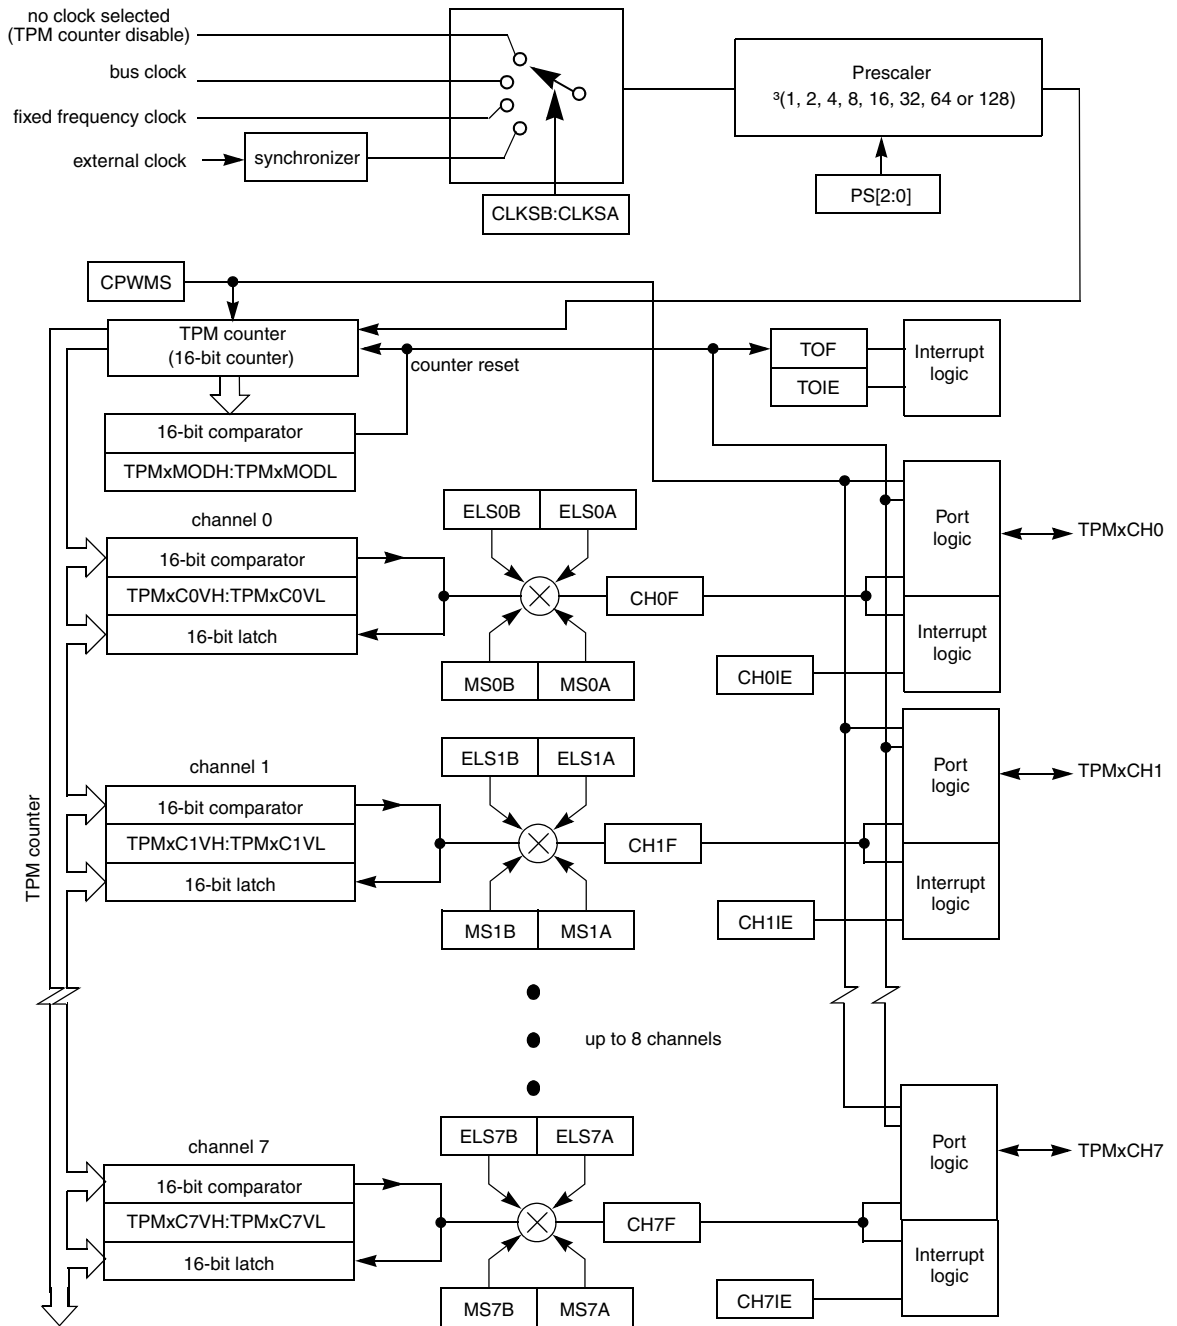 no clock selected
(TPM counter disable)
bus clock
fixed frequency clock
external clock
synchronizer
CLKSB:CLKSA
Prescaler
³(1, 2, 4, 8, 16, 32, 64 or 128)
PS[2:0]
CPWMS
TPM counter
(16-bit counter)
counter reset
TOF
TOIE
Interrupt
logic
16-bit comparator
TPMxMODH:TPMxMODL
channel 0
16-bit comparator
TPMxC0VH:TPMxC0VL
16-bit latch
ELS0B
ELS0A
MS0B
MS0A
CH0F
CH0IE
Port
logic
Interrupt
logic
TPMxCH0
TPM counter
channel 1
16-bit comparator
TPMxC1VH:TPMxC1VL
16-bit latch
ELS1B
ELS1A
MS1B
MS1A
CH1F
CH1IE
Port
logic
Interrupt
logic
TPMxCH1
up to 8 channels
channel 7
16-bit comparator
TPMxC7VH:TPMxC7VL
16-bit latch
ELS7B
ELS7A
MS7B
MS7A
CH7F
CH7IE
Port
logic
Interrupt
logic
TPMxCH7